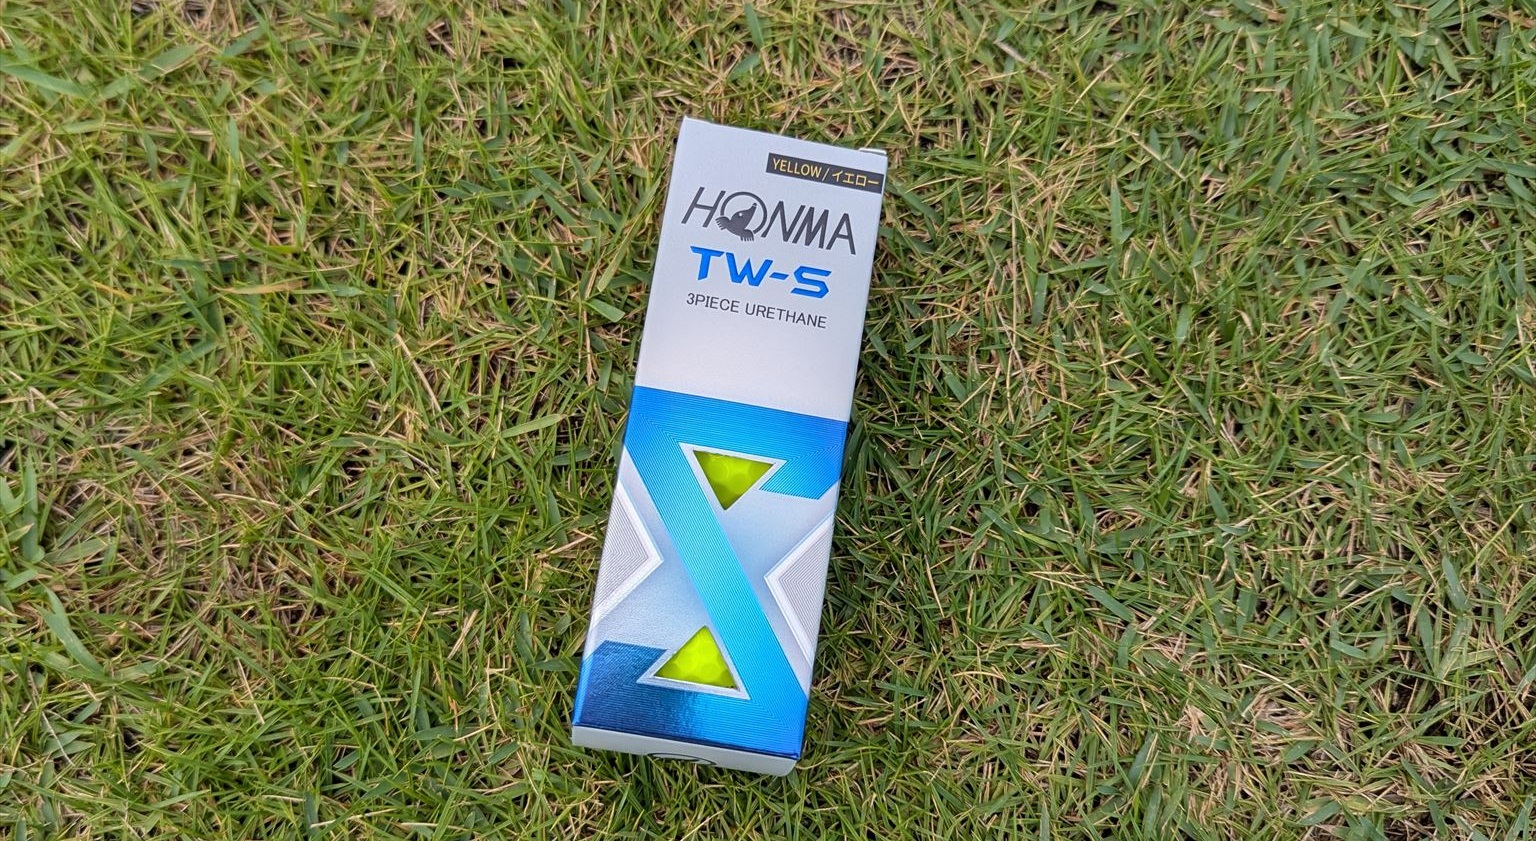 YELLOW / イエロー
HONMA
TW-S
3PIECE URETHANE